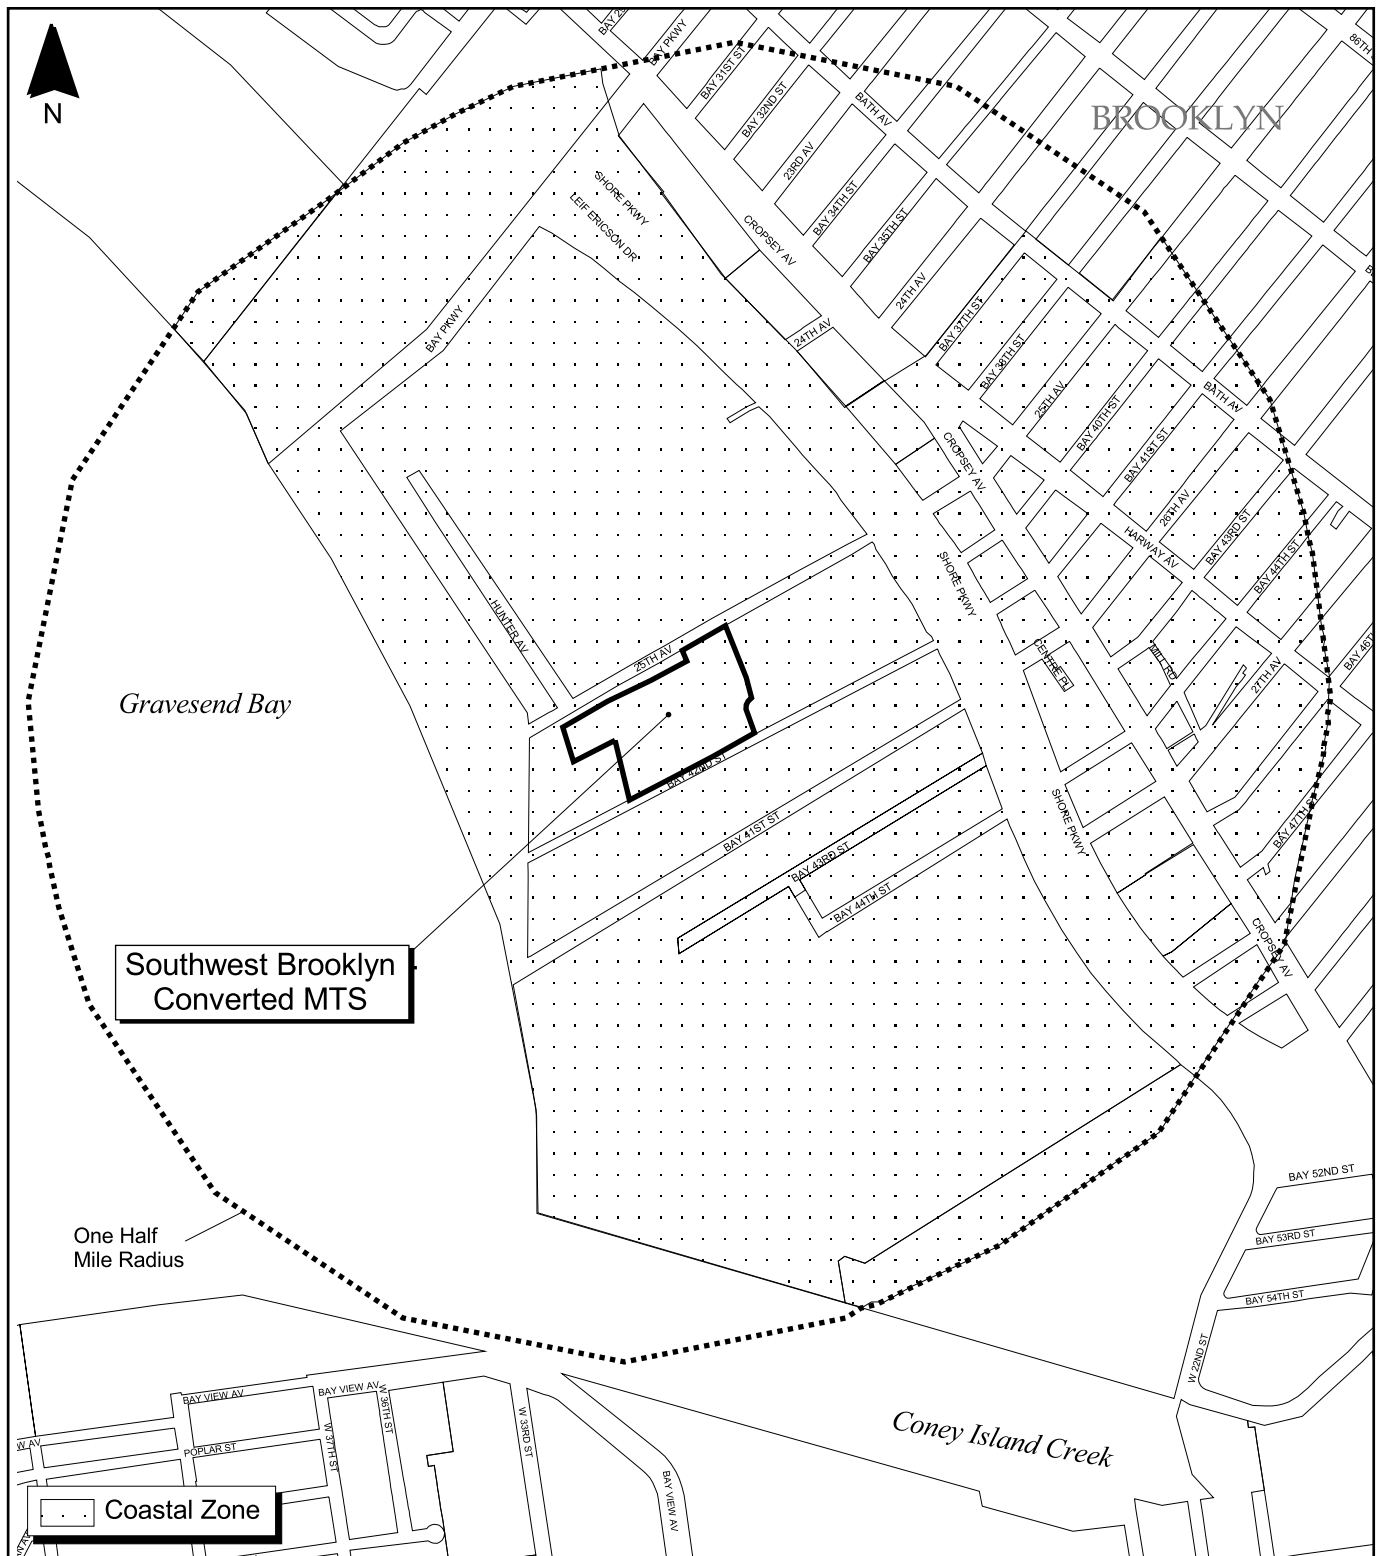 N
BROOKLYN
86TH
BAY PKWY
BAY 31ST ST
BAY 32ND ST
BATH AV
23RD AV
BAY 34TH ST
BAY 35TH ST
SHORE PKWY
LEIF ERICSON DR
CROPSEY AV
24TH AV
24TH AV
BAY PKWY
BAY 37TH ST
BAY 38TH ST
25TH AV
BAY 40TH ST
BAY 41ST ST
BATH AV
CROPSEY AV
26TH AV
BAY 43RD ST
BAY 44TH ST
HARWAY AV
SHORE PKWY
HUNTER AV
25TH AV
CENTRE PL
MILL RD
27TH AV
BAY 46TH
Gravesend Bay
BAY 42ND ST
BAY 41ST ST
BAY 43RD ST
BAY 44TH ST
SHORE PKWY
BAY 47TH ST
CROPSEY AV
Southwest Brooklyn
Converted MTS
One Half
Mile Radius
BAY 52ND ST
BAY 53RD ST
BAY 54TH ST
W 22ND ST
BAY VIEW AV
BAY VIEW AV
W 36TH ST
W 37TH ST
W 33RD ST
POPLAR ST
W AV
BAY VIEW AV
Coney Island Creek
Coastal Zone